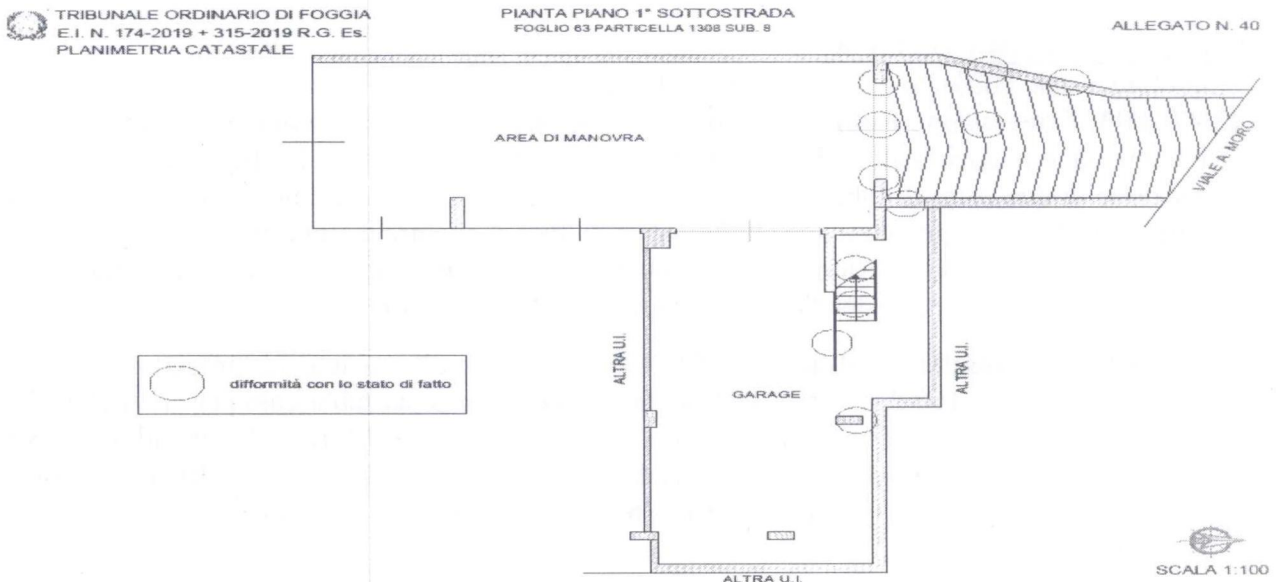 TRIBUNALE ORDINARIO DI FOGGIA
E.I. N. 174-2019 + 315-2019 R.G. Es.
PLANIMETRIA CATASTALE
PIANTA PIANO 1° SOTTOSTRADA
FOGLIO 63 PARTICELLA 1308 SUB. 8
ALLEGATO N. 40
AREA DI MANOVRA
VIALE A. MORO
ALTRA U.I.
ALTRA U.I.
difformità con lo stato di fatto
GARAGE
ALTRA U.I.
SCALA 1:100